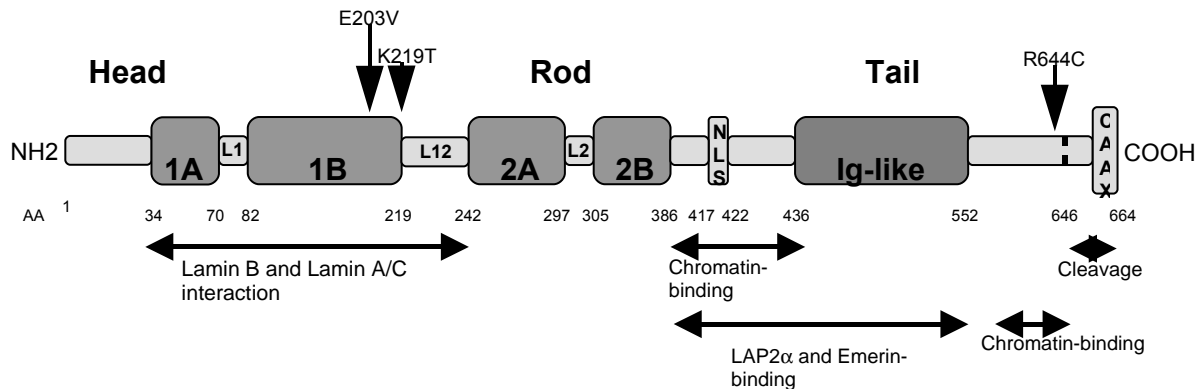 E203V
K219T
R644C
Head
Rod
Tail
NH2
1A
L1
1B
L12
2A
L2
2B
NLS
Ig-like
CAAX
COOH
AA 1 34 70 82 219 242 297 305 386 417 422 436 552 646 664
Lamin B and Lamin A/C
interaction
Chromatin-
binding
Cleavage
LAP2α and Emerin-
binding
Chromatin-binding